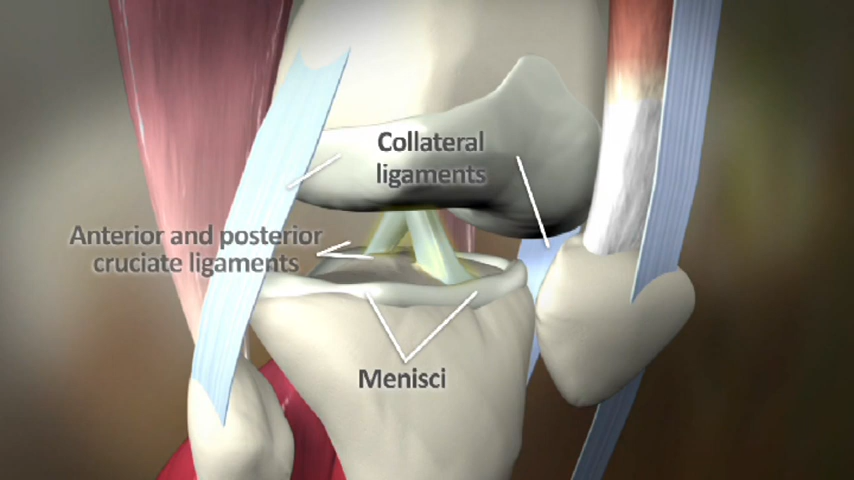 Collateral
ligaments
Anterior and posterior
cruciate ligaments
Menisci